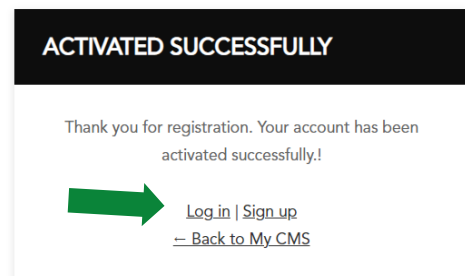 ACTIVATED SUCCESSFULLY
Thank you for registration. Your account has been
activated successfully.!
Log in | Sign up
← Back to My CMS